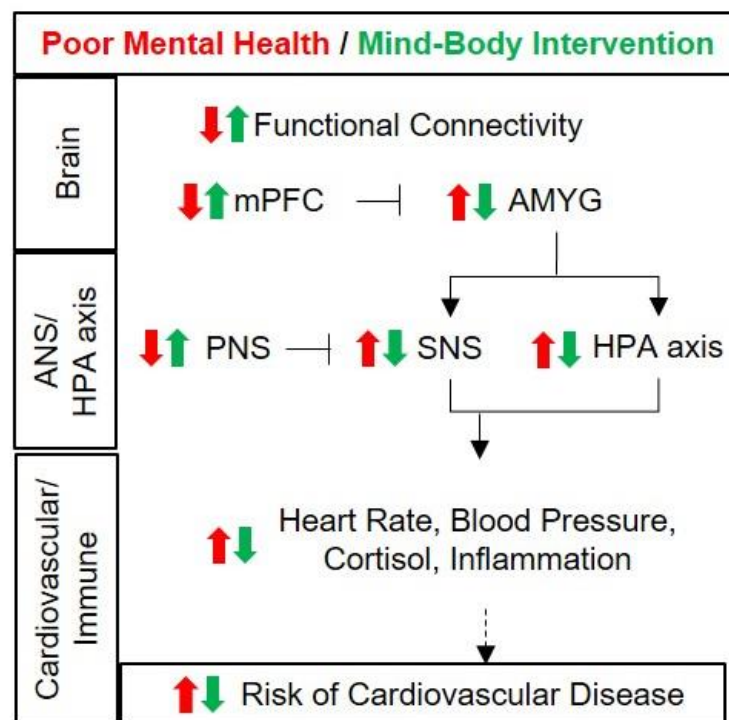 Poor Mental Health / Mind-Body Intervention
Brain
Functional Connectivity
mPFC
AMYG
ANS/
HPA axis
PNS
SNS
HPA axis
Cardiovascular/
Immune
Heart Rate, Blood Pressure,
Cortisol, Inflammation
Risk of Cardiovascular Disease